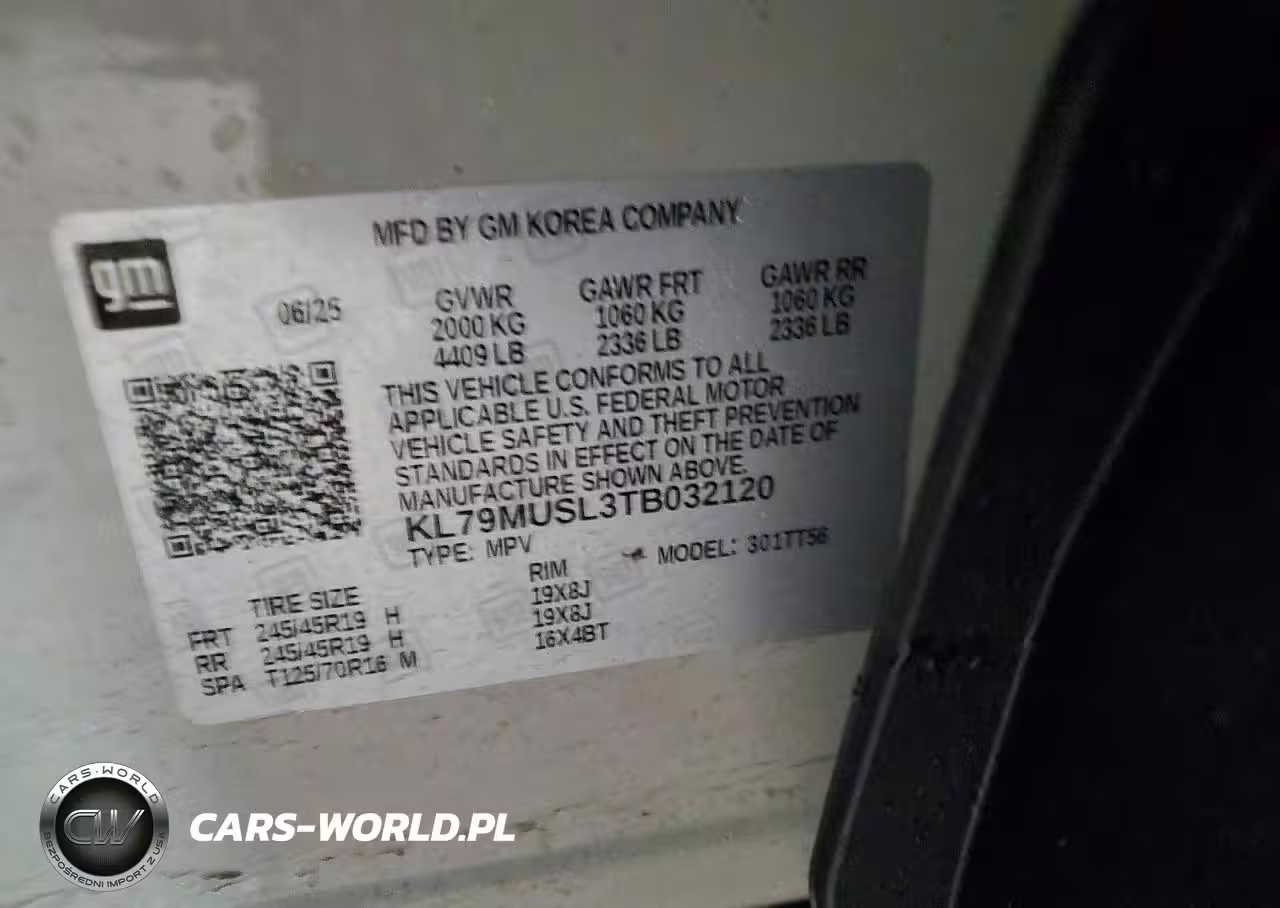 MFD BY GM KOREA COMPANY
gm
06/25
GVWR
2000 KG
4409 LB
GAWR FRT
1060 KG
2336 LB
GAWR RR
1060 KG
2336 LB
THIS VEHICLE CONFORMS TO ALL
APPLICABLE U.S. FEDERAL MOTOR
VEHICLE SAFETY AND THEFT PREVENTION
STANDARDS IN EFFECT ON THE DATE OF
MANUFACTURE SHOWN ABOVE.
KL79MUSL3TB032120
TYPE: MPV
MODEL: 301TT56
TIRE SIZE RIM
FRT 245/45R19 H 19X8J
RR 245/45R19 H 19X8J
SPA T125/70R16 M 16X4BT
CARS-WORLD
CW
BEZPOŚREDNI IMPORT Z USA
CARS-WORLD.PL